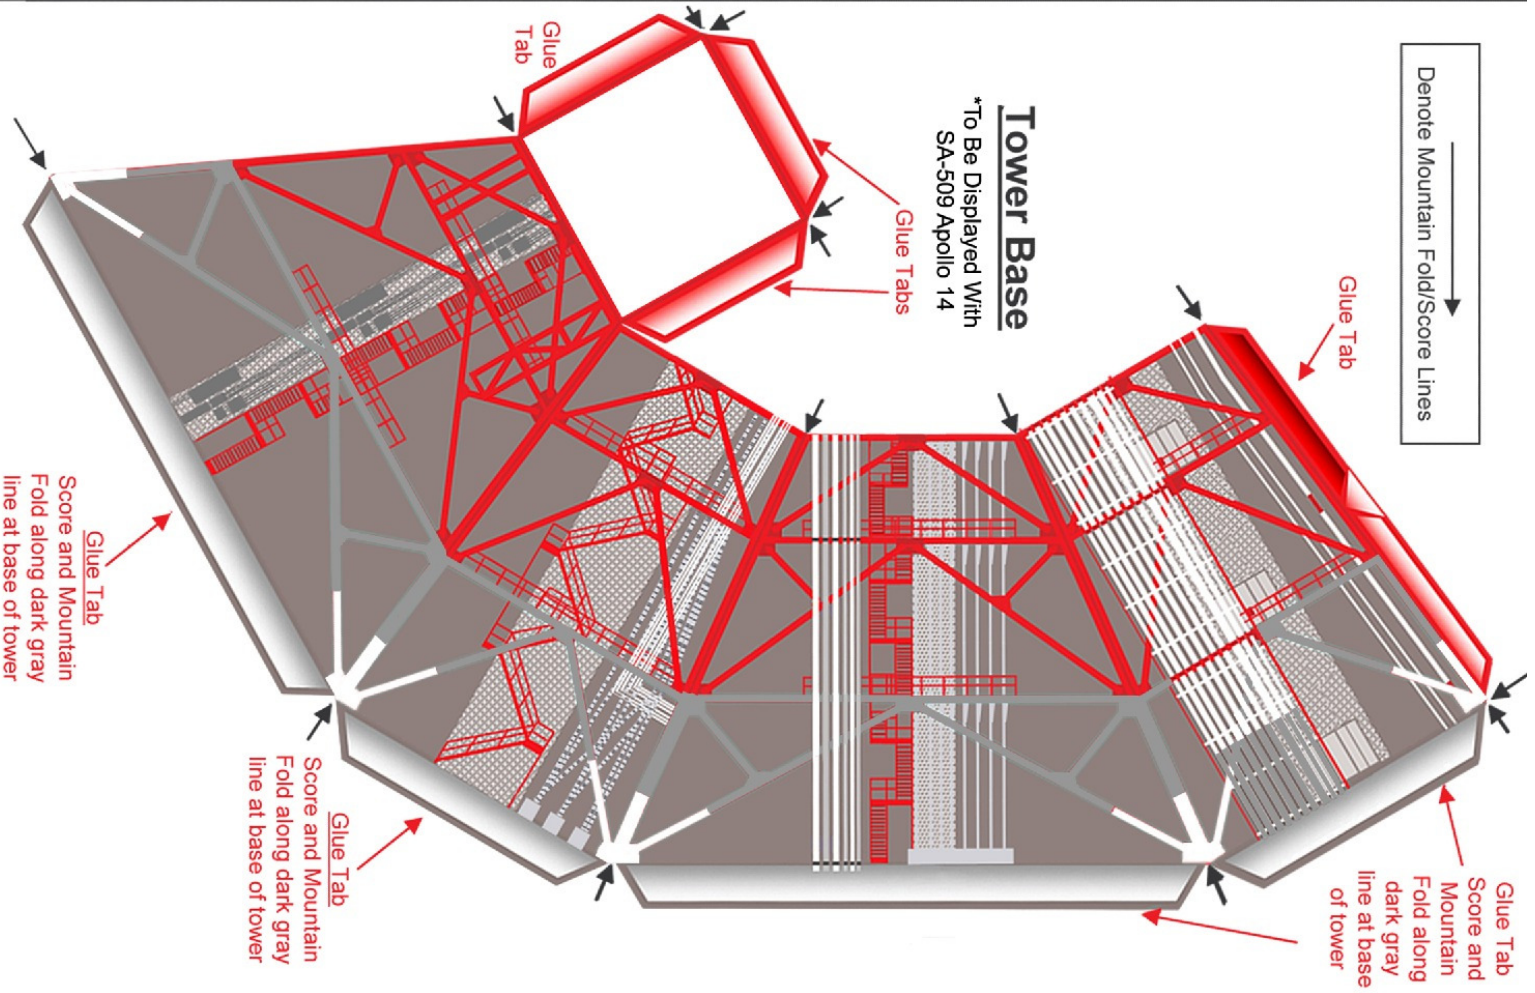 Denote Mountain Fold/Score Lines
Tower Base
*To Be Displayed With
SA-509 Apollo 14
Glue
Tab
Glue Tabs
Glue Tab
Glue Tab
Score and
Mountain
Fold along
dark gray
line at base
of tower
Glue Tab
Score and Mountain
Fold along dark gray
line at base of tower
Glue Tab
Score and Mountain
Fold along dark gray
line at base of tower